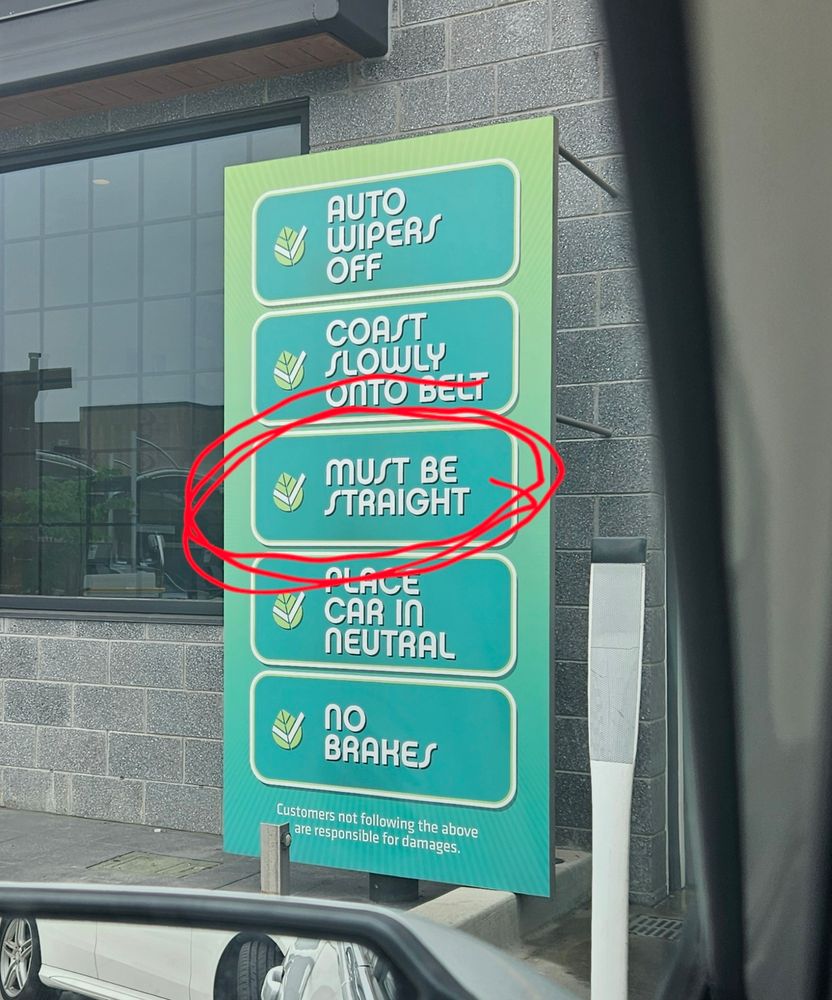 AUTO
WIPERS
OFF
COAST
SLOWLY
ONTO BELT
MUST BE
STRAIGHT
PLACE
CAR IN
NEUTRAL
NO
BRAKES
Customers not following the above
are responsible for damages.